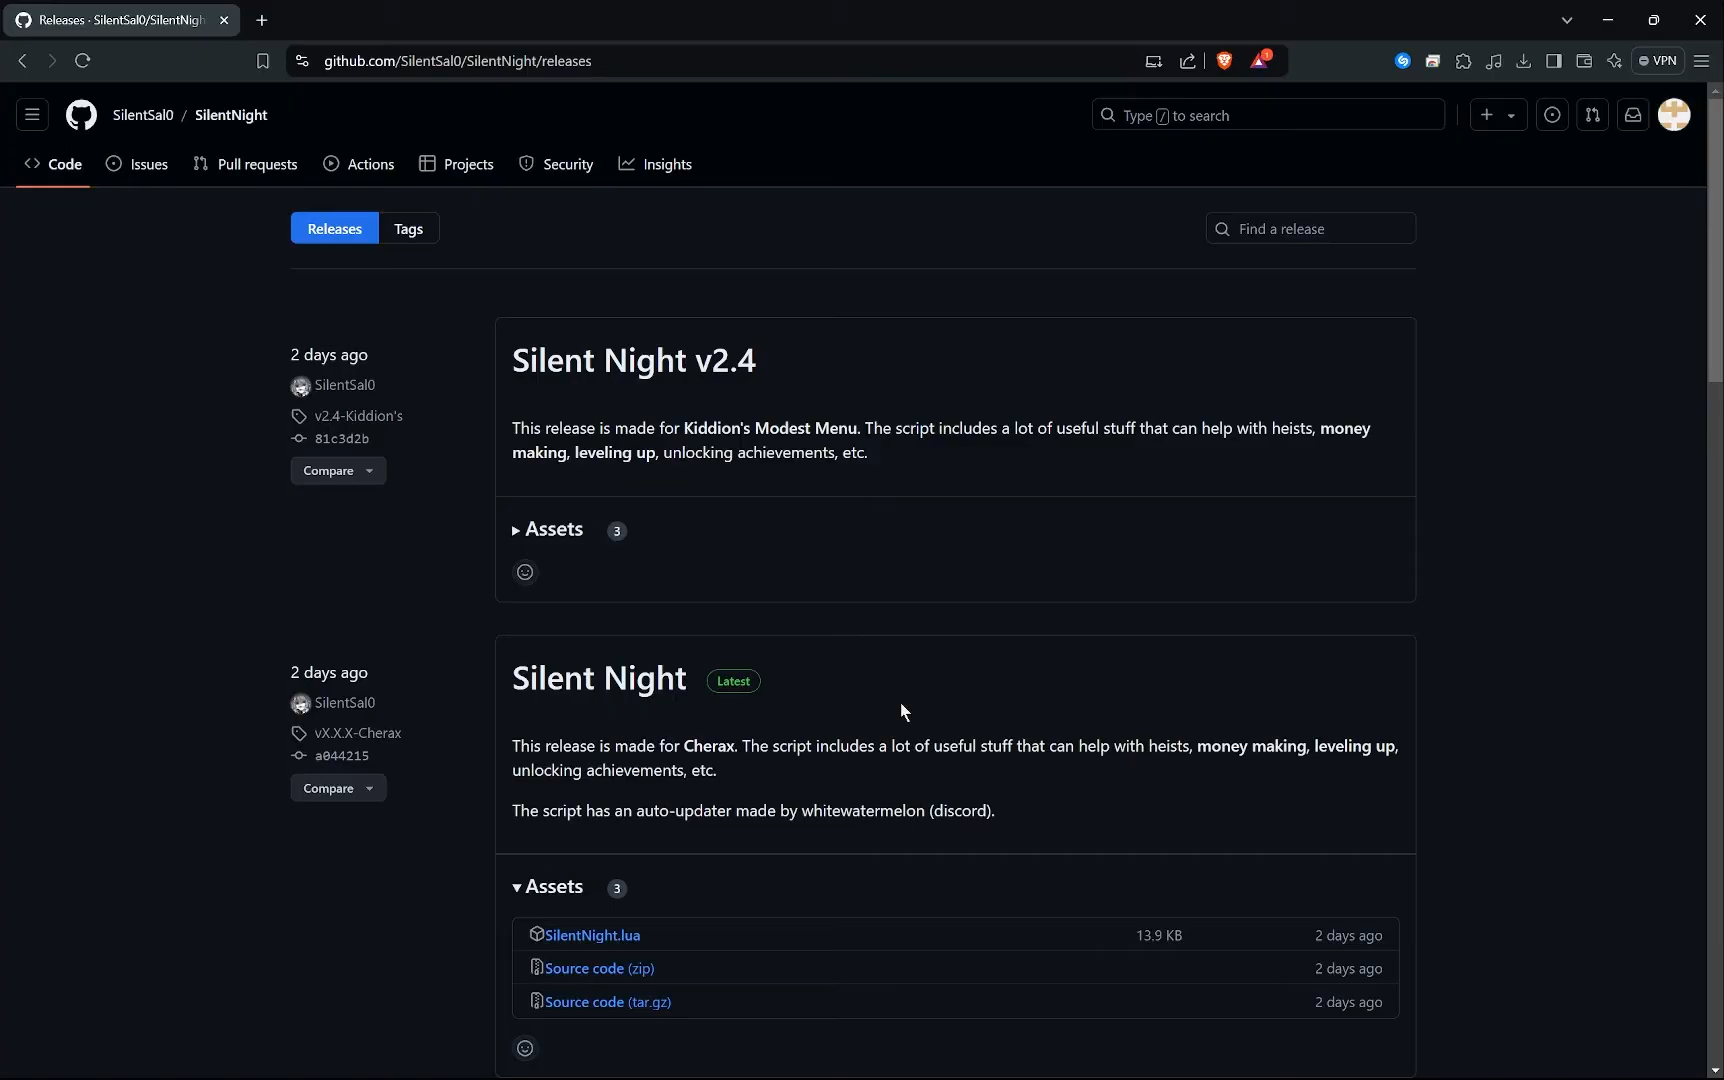 Releases · SilentSal0/SilentNigh
github.com/SilentSal0/SilentNight/releases
1
VPN
SilentSal0 / SilentNight
Type / to search
Code
Issues
Pull requests
Actions
Projects
Security
Insights
Releases
Tags
Find a release
2 days ago
SilentSal0
v2.4-Kiddion's
81c3d2b
Compare
Silent Night v2.4
This release is made for Kiddion's Modest Menu. The script includes a lot of useful stuff that can help with heists, money
making, leveling up, unlocking achievements, etc.
Assets 3
2 days ago
SilentSal0
vX.X.X-Cherax
a044215
Compare
Silent Night Latest
This release is made for Cherax. The script includes a lot of useful stuff that can help with heists, money making, leveling up,
unlocking achievements, etc.
The script has an auto-updater made by whitewatermelon (discord).
Assets 3
SilentNight.lua 13.9 KB 2 days ago
Source code (zip) 2 days ago
Source code (tar.gz) 2 days ago